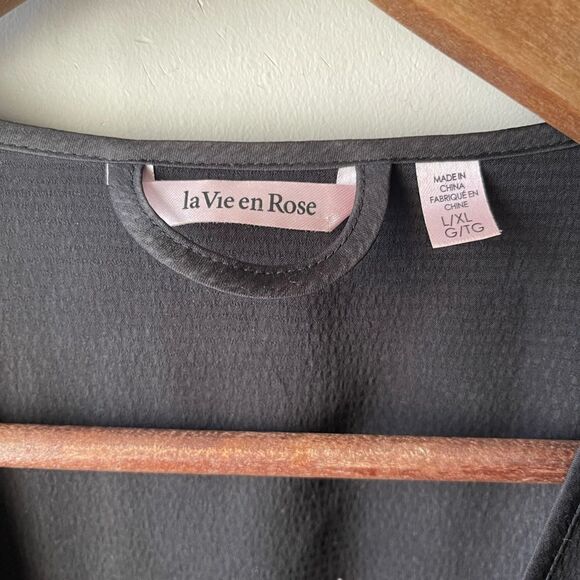 la Vie en Rose
MADE IN
CHINA
FABRIQUÉ EN
CHINE
L/XL
G/TG